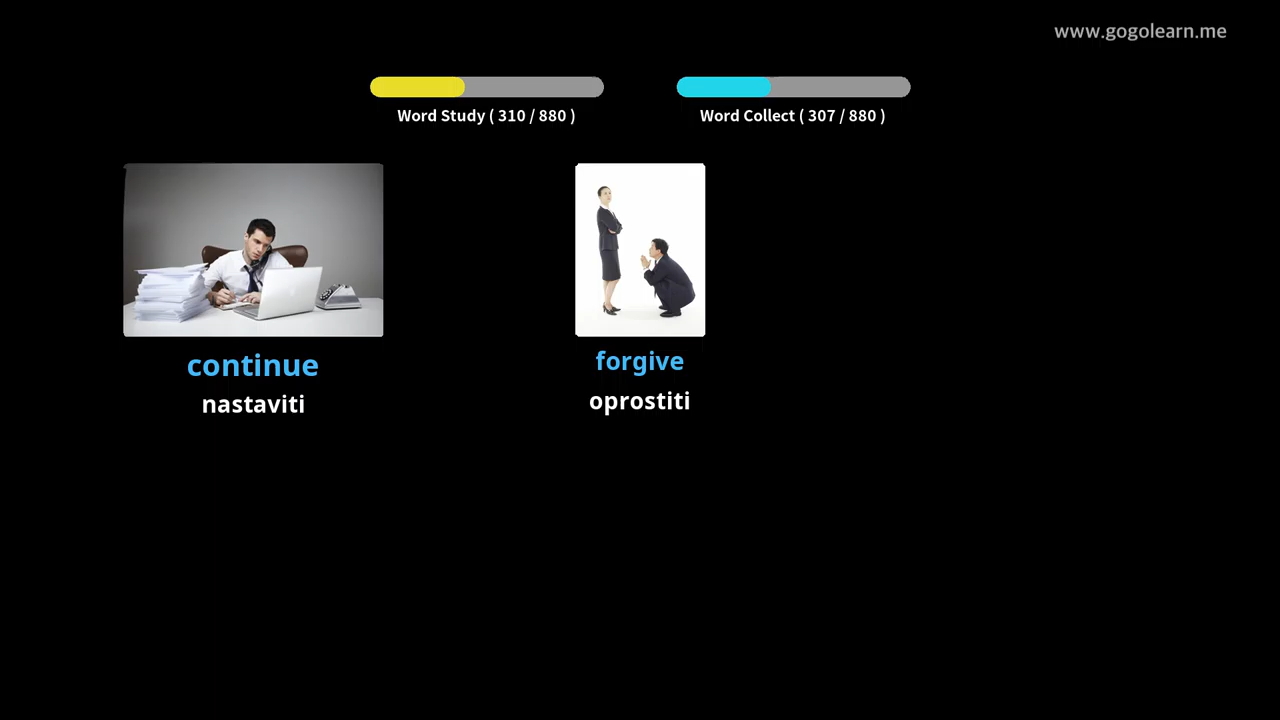 www.gogolearn.me
Word Study ( 310 / 880 )
Word Collect ( 307 / 880 )
continue
nastaviti
forgive
oprostiti